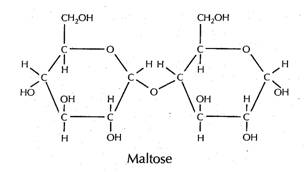 CH₂OH CH₂OH
C O C O
H H H H H H
C H C C H C
HO O OH
OH H OH H
C C C C
H OH H OH
Maltose